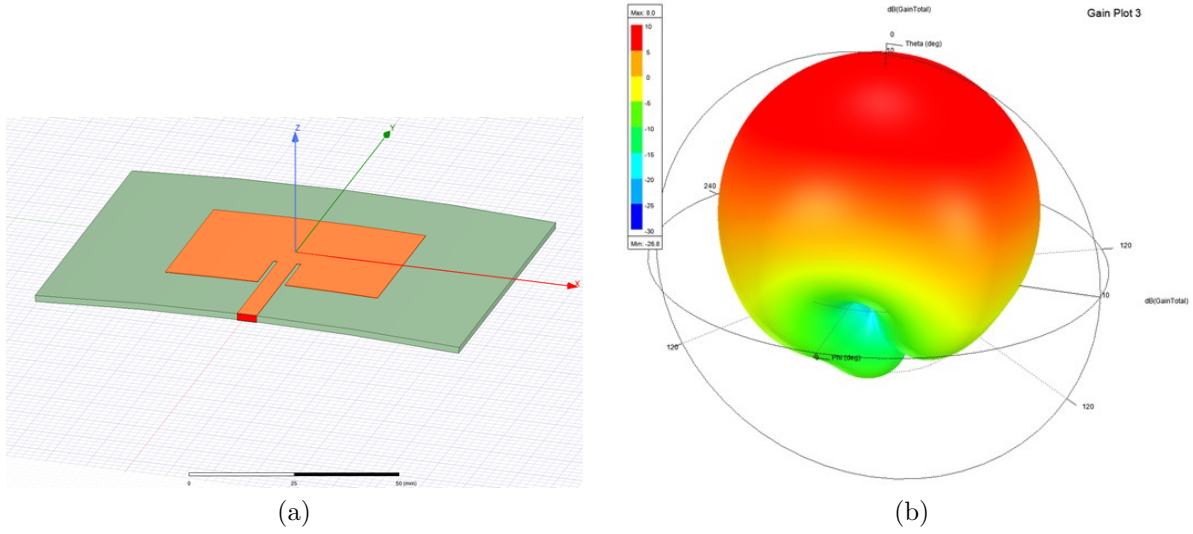 Z
Y
X
0
25
50 (mm)
(a)
Max: 8.0
10
5
0
-5
-10
-15
-20
-25
-30
Min: -26.8
dB(GainTotal)
Gain Plot 3
0
Theta (deg)
10
240
120
10
dB(GainTotal)
120
Phi (deg)
120
(b)